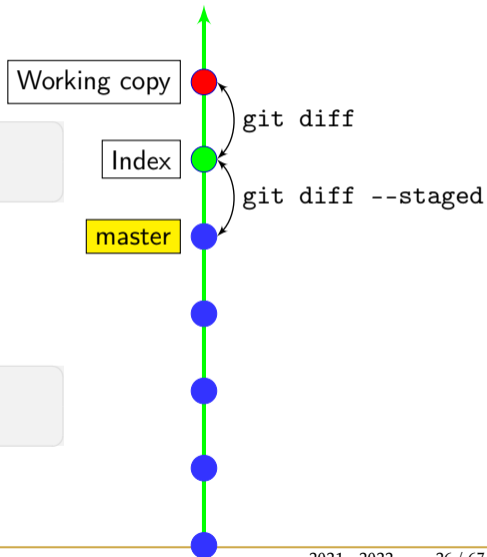 Working copy
git diff
Index
git diff --staged
master